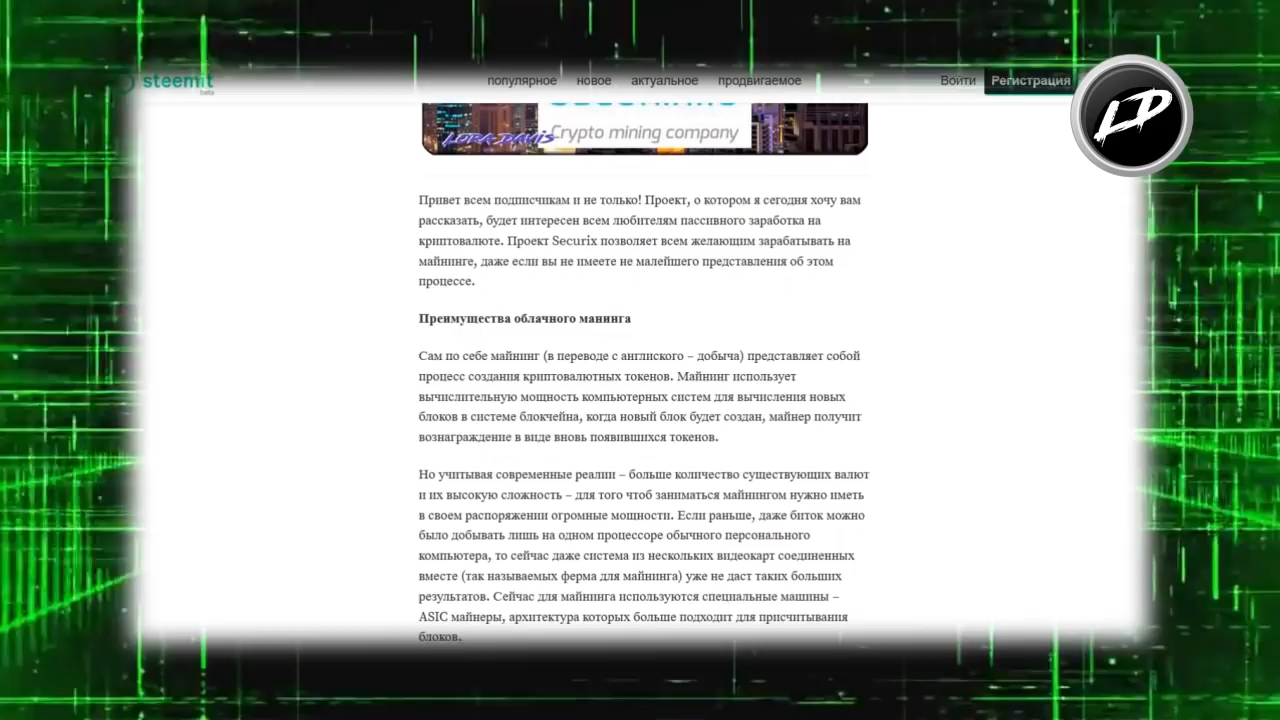 steemit
beta
популярное новое актуальное продвигаемое
Войти Регистрация
LD
LORA DAVIS
Crypto mining company
Привет всем подписчикам и не только! Проект, о котором я сегодня хочу вам
рассказать, будет интересен всем любителям пассивного заработка на
криптовалюте. Проект Securix позволяет всем желающим зарабатывать на
майнинге, даже если вы не имеете не малейшего представления об этом
процессе.
Преимущества облачного манинга
Сам по себе майнинг (в переводе с англиского – добыча) представляет собой
процесс создания криптовалютных токенов. Майнинг использует
вычислительную мощность компьютерных систем для вычисления новых
блоков в системе блокчейна, когда новый блок будет создан, майнер получит
вознаграждение в виде вновь появившихся токенов.
Но учитывая современные реалии – больше количество существующих валют
и их высокую сложность – для того чтоб заниматься майнингом нужно иметь
в своем распоряжении огромные мощности. Если раньше, даже биток можно
было добывать лишь на одном процессоре обычного персонального
компьютера, то сейчас даже система из нескольких видеокарт соединенных
вместе (так называемых ферма для майнинга) уже не даст таких больших
результатов. Сейчас для майнинга используются специальные машины –
ASIC майнеры, архитектура которых больше подходит для присчитывания
блоков.